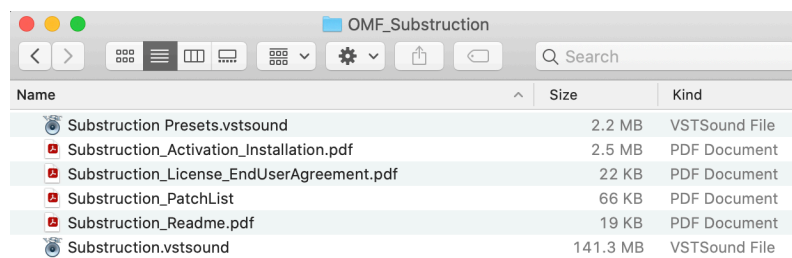 OMF_Substruction
Search
Name Size Kind
Substruction Presets.vstsound 2.2 MB VSTSound File
Substruction_Activation_Installation.pdf 2.5 MB PDF Document
Substruction_License_EndUserAgreement.pdf 22 KB PDF Document
Substruction_PatchList 66 KB PDF Document
Substruction_Readme.pdf 19 KB PDF Document
Substruction.vstsound 141.3 MB VSTSound File